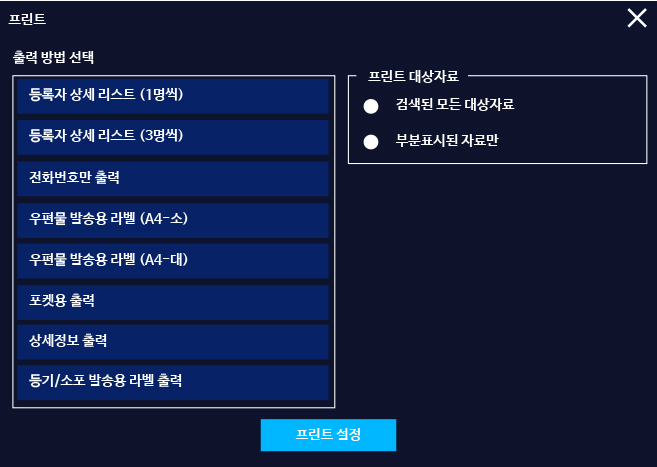 프린트
출력 방법 선택
등록자 상세 리스트 (1명씩)
등록자 상세 리스트 (3명씩)
전화번호만 출력
우편물 발송용 라벨 (A4-소)
우편물 발송용 라벨 (A4-대)
포켓용 출력
상세정보 출력
등기/소포 발송용 라벨 출력
프린트 대상자료
검색된 모든 대상자료
부분표시된 자료만
프린트 설정